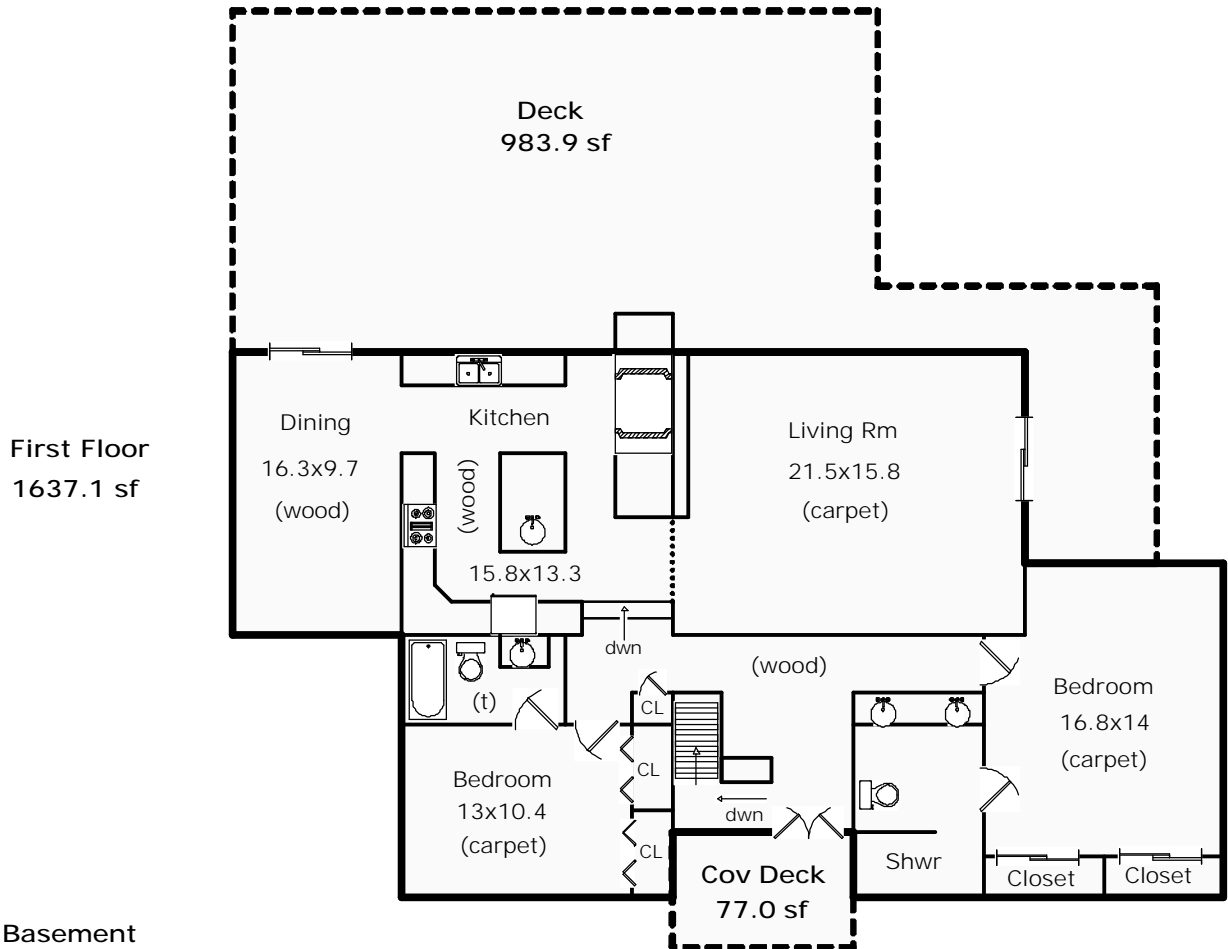 Deck
983.9 sf
First Floor
1637.1 sf
Dining
16.3x9.7
(wood)
Kitchen
(wood)
15.8x13.3
Living Rm
21.5x15.8
(carpet)
dwn
(wood)
(t)
CL
Bedroom
16.8x14
(carpet)
Bedroom
13x10.4
(carpet)
CL
CL
dwn
Shwr
Closet
Closet
Cov Deck
77.0 sf
Basement